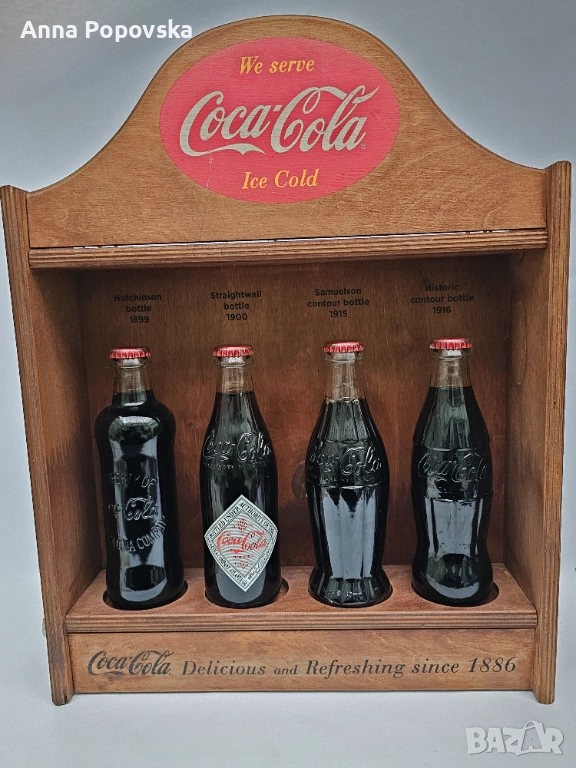 Anna Popovska
We serve
Coca-Cola
Ice Cold
Hutchinson
bottle
1899
Straightwall
bottle
1900
Samuelson
contour bottle
1915
Historic
contour bottle
1916
Coca-Cola
Coca-Cola
Coca-Cola
Coca-Cola
Coca-Cola
Coca-Cola Delicious and Refreshing since 1886
BAZAR